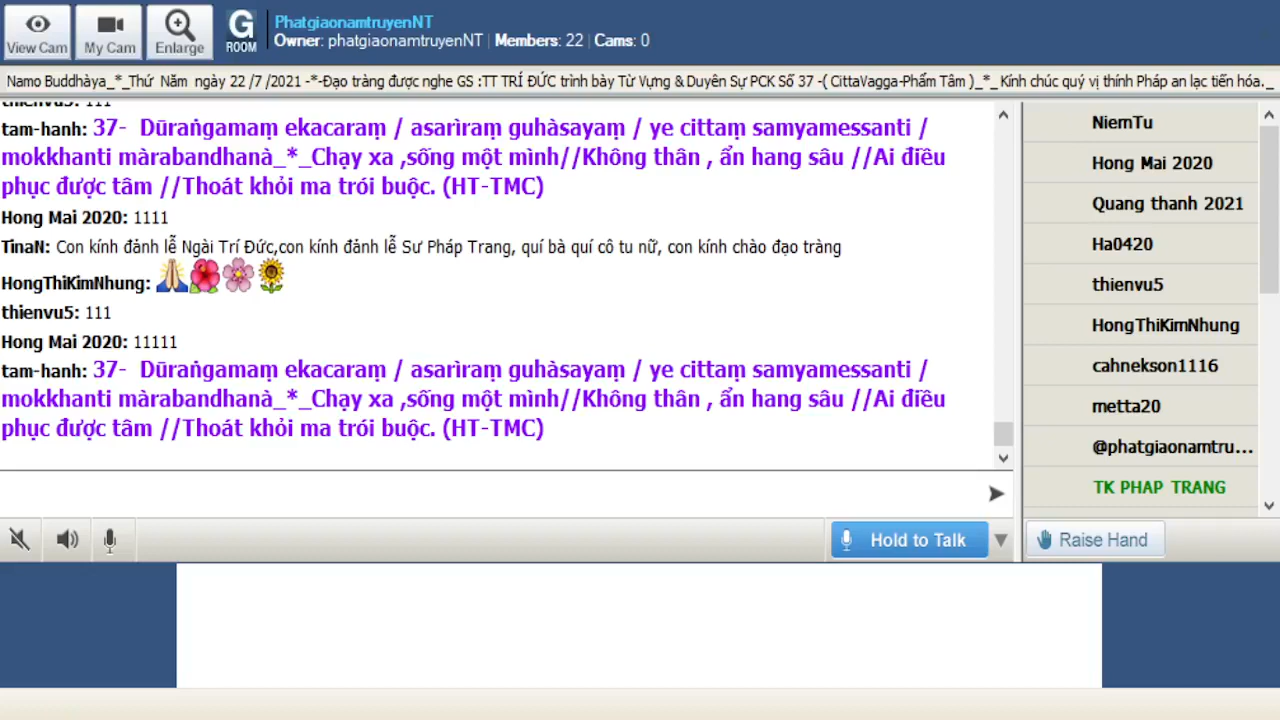 View Cam
My Cam
Enlarge
G
ROOM
PhatgiaonamtruyenNT
Owner: phatgiaonamtruyenNT | Members: 22 | Cams: 0
Namo Buddhàya_*_Thứ Năm ngày 22 /7 /2021 -*-Đạo tràng được nghe GS :TT TRÍ ĐỨC trình bày Từ Vựng & Duyên Sự PCK Số 37 -( CittaVagga-Phẩm Tâm )_*_Kính chúc quý vị thính Pháp an lạc tiến hóa._
thienvu5: 111
tam-hanh: 37- Dūraṅgamaṃ ekacaraṃ / asarìraṃ guhàsayaṃ / ye cittaṃ samyamessanti /
mokkhanti màrabandhanà_*_Chạy xa ,sống một mình//Không thân , ẩn hang sâu //Ai điều
phục được tâm //Thoát khỏi ma trói buộc. (HT-TMC)
Hong Mai 2020: 1111
TinaN: Con kính đảnh lễ Ngài Trí Đức,con kính đảnh lễ Sư Pháp Trang, quí bà quí cô tu nữ, con kính chào đạo tràng
HongThiKimNhung:
thienvu5: 111
Hong Mai 2020: 11111
tam-hanh: 37- Dūraṅgamaṃ ekacaraṃ / asarìraṃ guhàsayaṃ / ye cittaṃ samyamessanti /
mokkhanti màrabandhanà_*_Chạy xa ,sống một mình//Không thân , ẩn hang sâu //Ai điều
phục được tâm //Thoát khỏi ma trói buộc. (HT-TMC)
NiemTu
Hong Mai 2020
Quang thanh 2021
Ha0420
thienvu5
HongThiKimNhung
cahnekson1116
metta20
@phatgiaonamtru...
TK PHAP TRANG
Hold to Talk
Raise Hand